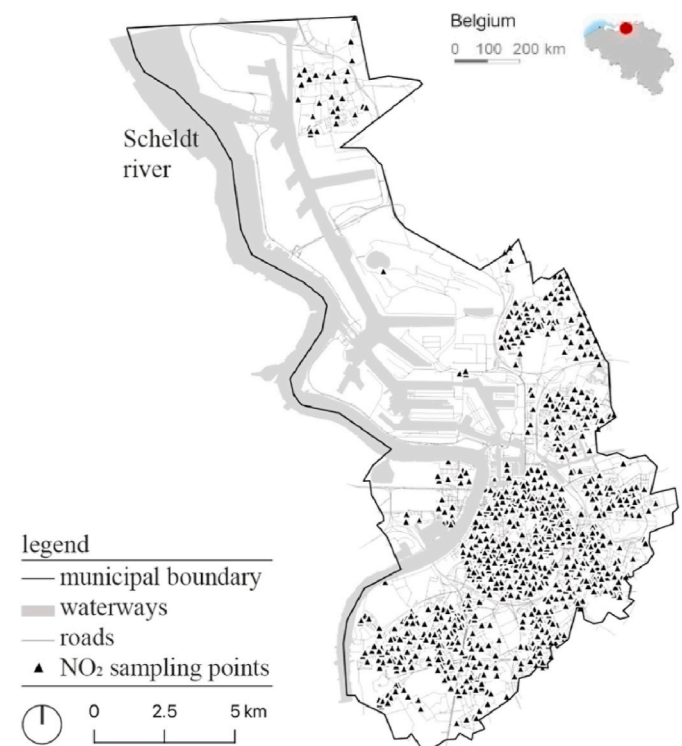 Belgium
0 100 200 km
Scheldt
river
legend
municipal boundary
waterways
roads
NO₂ sampling points
0 2.5 5 km